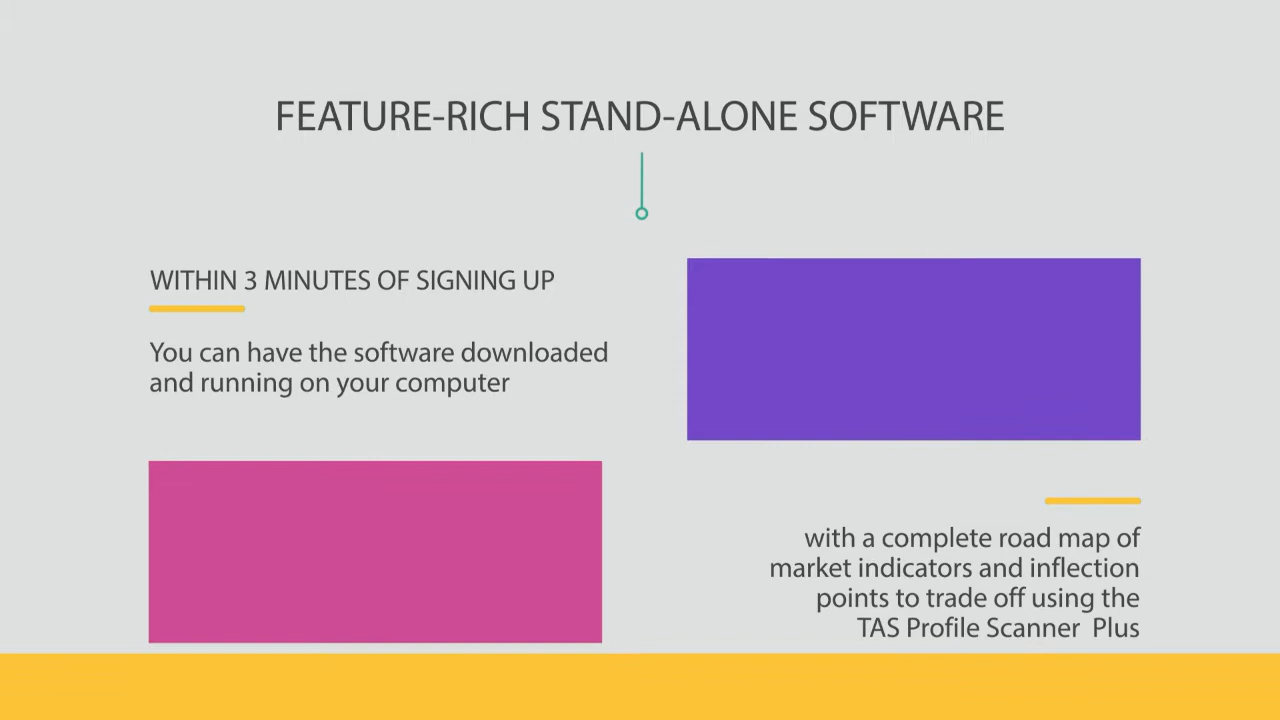 FEATURE-RICH STAND-ALONE SOFTWARE
WITHIN 3 MINUTES OF SIGNING UP
You can have the software downloaded
and running on your computer
with a complete road map of
market indicators and inflection
points to trade off using the
TAS Profile Scanner  Plus